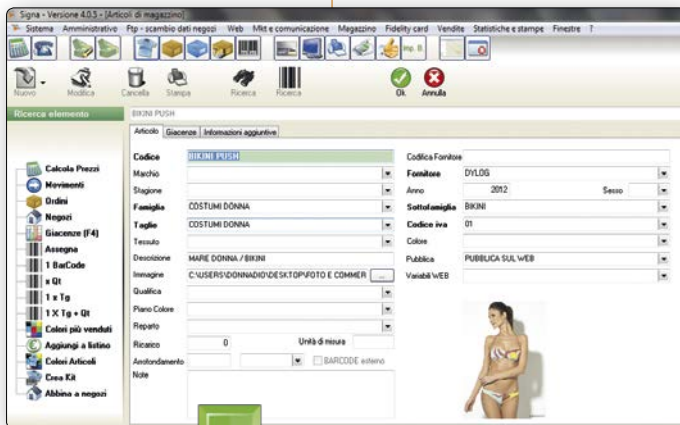 Signa - Versione 4.0.5 - [Articoli di magazzino]
Sistema Amministrativo Ftp - scambio dati negozi Web Mkt e comunicazione Magazzino Fidelity card Vendite Statistiche e stampe Finestre ?
Imp. B.
Nuovo Modifica Cancella Stampa Ricerca Ricerca Ok Annulla
Ricerca elemento
BIKINI PUSH
Articolo Giacenze Informazioni aggiuntive
Codice BIKINI PUSH Codifica Fornitore
Marchio Fornitore DYLOG
Stagione Anno 2012 Sesso
Famiglia COSTUMI DONNA Sottofamiglia BIKINI
Taglie COSTUMI DONNA Codice iva 01
Tessuto Colore
Descrizione MARE DONNA / BIKINI Pubblica PUBBLICA SUL WEB
Immagine C:\USERS\DONNADIO\DESKTOP\FOTO E COMMER ... Variabili WEB
Qualifica
Piano Colore
Reparto
Ricarico 0 Unità di misura
Arrotondamento BARCODE esterno
Note
Calcola Prezzi
Movimenti
Ordini
Negozi
Giacenze (F4)
Assegna
1 BarCode
x Qt
1 x Tg
1 X Tg + Qt
Colori più venduti
Aggiungi a listino
Colori Articoli
Crea Kit
Abbina a negozi